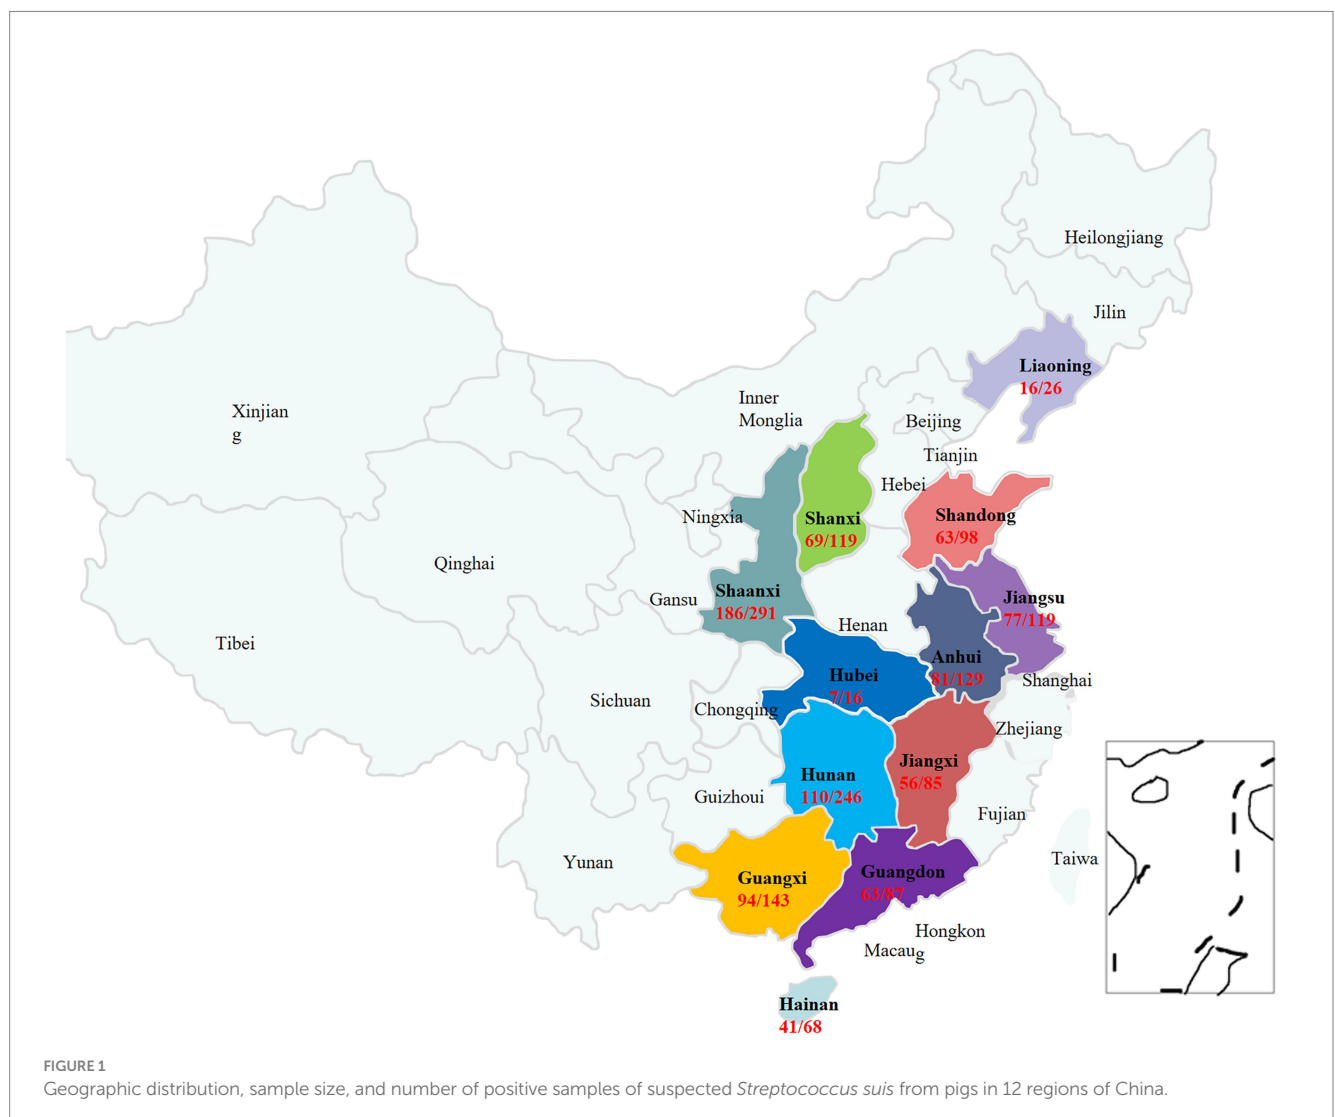 Heilongjiang
Jilin
Liaoning
16/26
Inner
Monglia
Beijing
Tianjin
Hebei
Xinjian
g
Ningxia
Shanxi
69/119
Shandong
63/98
Qinghai
Gansu
Shaanxi
186/291
Jiangsu
77/119
Henan
Tibei
Anhui
81/129
Shanghai
Hubei
7/16
Sichuan
Chongqing
Zhejiang
Jiangxi
56/85
Hunan
110/246
Guizhoui
Fujian
Yunan
Taiwa
Guangxi
94/143
Guangdon
63/87
Hongkon
g
Macau
Hainan
41/68
FIGURE 1
Geographic distribution, sample size, and number of positive samples of suspected Streptococcus suis from pigs in 12 regions of China.